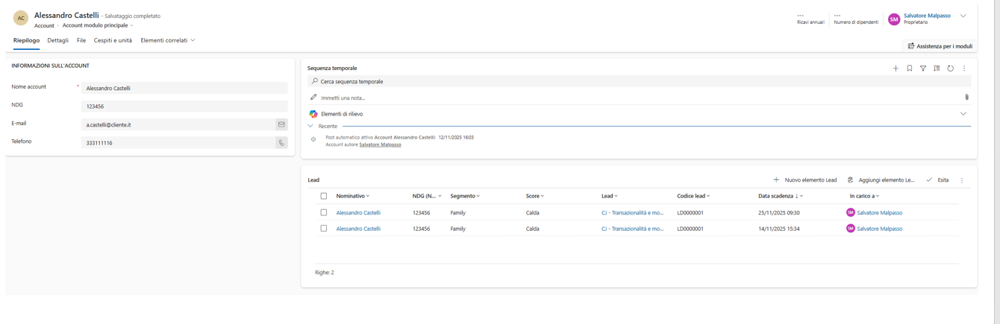 AC
Alessandro Castelli - Salvataggio completato
Account · Account modulo principale
---
Ricavi annuali
---
Numero di dipendenti
SM
Salvatore Malpasso
Proprietario
Riepilogo Dettagli File Cespiti e unità Elementi correlati
Assistenza per i moduli
INFORMAZIONI SULL'ACCOUNT
Nome account * Alessandro Castelli
NDG 123456
E-mail a.castelli@cliente.it
Telefono 333111116
Sequenza temporale
Cerca sequenza temporale
Immetti una nota...
Elementi di rilievo
Recente
Post automatico attivo Account Alessandro Castelli: 12/11/2025 16:03
Account autore Salvatore Malpasso
Lead
Nuovo elemento Lead Aggiungi elemento Le... Esita
Nominativo NDG (N... Segmento Score Lead Codice lead Data scadenza ↓ In carico a
Alessandro Castelli 123456 Family Calda CJ - Transazionalità e mo... LD0000001 25/11/2025 09:30 SM Salvatore Malpasso
Alessandro Castelli 123456 Family Calda CJ - Transazionalità e mo... LD0000001 14/11/2025 15:34 SM Salvatore Malpasso
Righe: 2